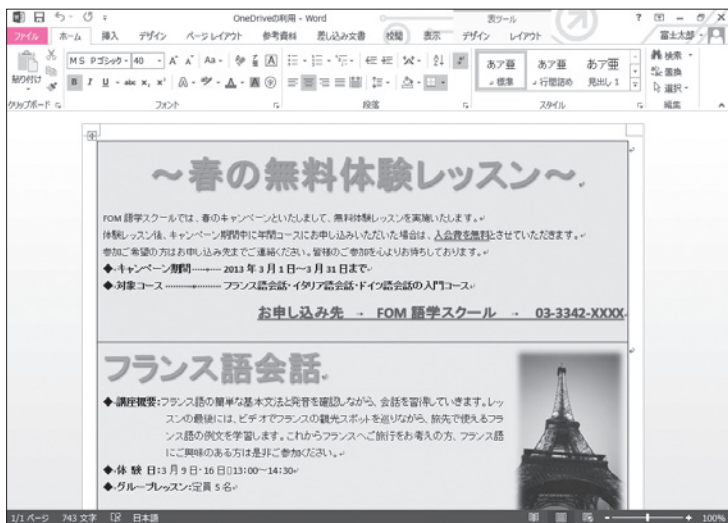 OneDriveの利用 - Word
表ツール
ファイル ホーム 挿入 デザイン ページレイアウト 参考資料 差し込み文書 校閲 表示 デザイン レイアウト 富士太郎
貼り付け
MS Pゴシック 40
あア亜 あア亜 あア亜
標準 行間詰め 見出し 1
検索
置換
選択
クリップボード フォント 段落 スタイル 編集
～春の無料体験レッスン～
FOM 語学スクールでは、春のキャンペーンといたしまして、無料体験レッスンを実施いたします。
体験レッスン後、キャンペーン期間中に年間コースにお申し込みいただいた場合は、入会費を無料とさせていただきます。
参加ご希望の方はお申し込み先までご連絡ください。皆様のご参加を心よりお待ちしております。
◆キャンペーン期間 2013 年 3 月 1 日～3 月 31 日まで
◆対象コース フランス語会話・イタリア語会話・ドイツ語会話の入門コース
お申し込み先 → FOM 語学スクール → 03-3342-XXXX
フランス語会話
◆講座概要:フランス語の簡単な基本文法と発音を確認しながら、会話を習得していきます。レッ
スンの最後には、ビデオでフランスの観光スポットを巡りながら、旅先で使えるフラ
ンス語の例文を学習します。これからフランスへご旅行をお考えの方、フランス語
にご興味のある方は是非ご参加ください。
◆体 験 日:3 月 9 日・16 日 13:00～14:30
◆グループレッスン:定員 5 名
1/1 ページ 743 文字 日本語 100%